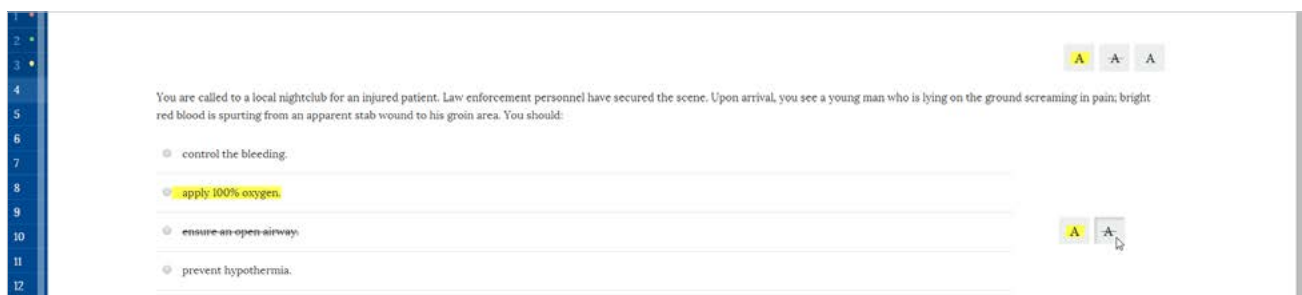 1
2
3
A A A
4
You are called to a local nightclub for an injured patient. Law enforcement personnel have secured the scene. Upon arrival, you see a young man who is lying on the ground screaming in pain; bright
5
red blood is spurting from an apparent stab wound to his groin area. You should:
6
control the bleeding.
7
8
apply 100% oxygen.
9
10
ensure an open airway.
A A
11
prevent hypothermia.
12